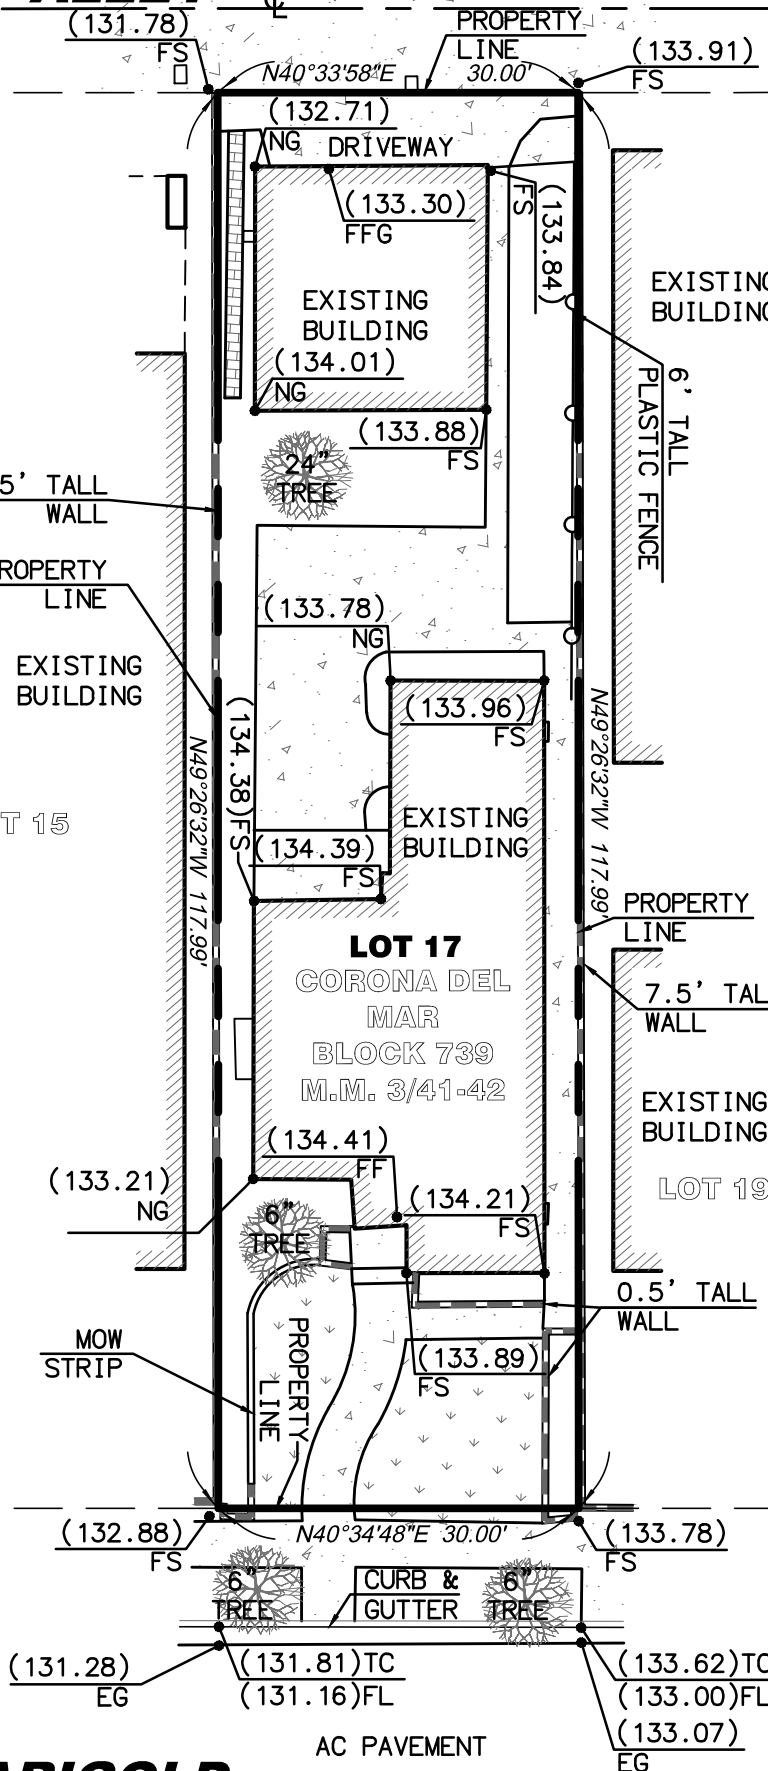 ALLEY
℄
(131.78)
FS
PROPERTY
LINE
(133.91)
FS
N40°33'58"E 30.00'
(132.71)
NG
DRIVEWAY
(133.30)
FFG
FS
(133.84)
EXISTING
BUILDING
EXISTING
BUILDING
(134.01)
NG
6' TALL
PLASTIC FENCE
(133.88)
FS
24"
TREE
5' TALL
WALL
PROPERTY
LINE
(133.78)
NG
EXISTING
BUILDING
(133.96)
FS
(134.38)FS
N49°26'32"W 117.99'
N49°26'32"W 117.99'
T 15
EXISTING
BUILDING
(134.39)
FS
PROPERTY
LINE
LOT 17
CORONA DEL
MAR
BLOCK 739
M.M. 3/41-42
7.5' TAL
WALL
EXISTING
BUILDING
(134.41)
FF
(133.21)
NG
(134.21)
FS
LOT 19
6"
TREE
0.5' TALL
WALL
MOW
STRIP
PROPERTY
LINE
(133.89)
FS
(132.88)
FS
N40°34'48"E 30.00'
(133.78)
FS
6"
TREE
CURB &
GUTTER
6"
TREE
(131.28)
EG
(131.81)TC
(131.16)FL
(133.62)TC
(133.00)FL
(133.07)
EG
AC PAVEMENT
ARIGOLD